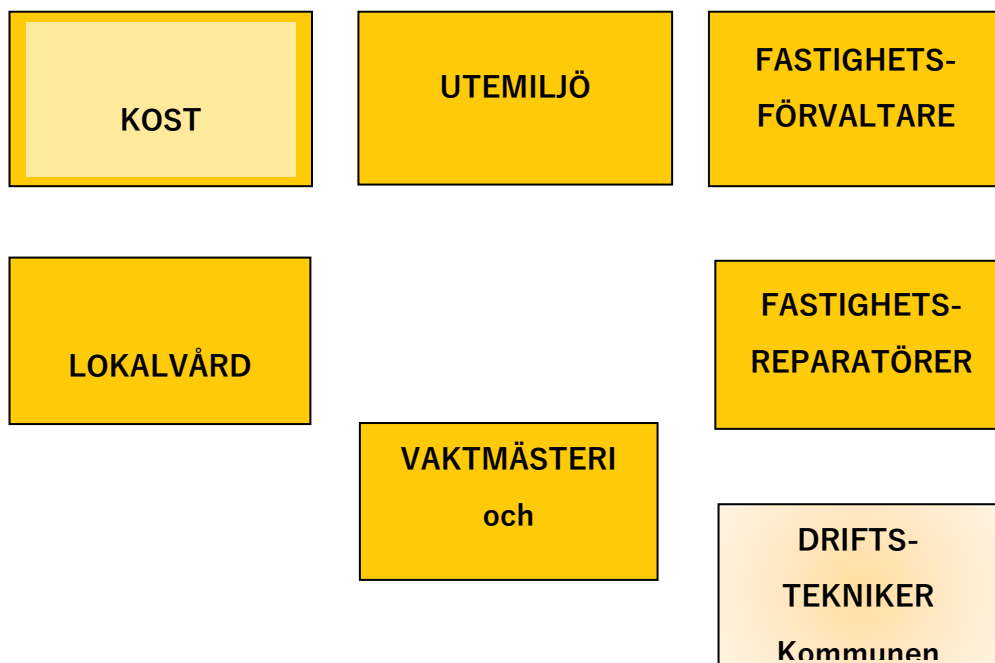 KOST
UTEMILJÖ
FASTIGHETS-
FÖRVALTARE
LOKALVÅRD
FASTIGHETS-
REPARATÖRER
VAKTMÄSTERI
och
DRIFTS-
TEKNIKER
Kommunen